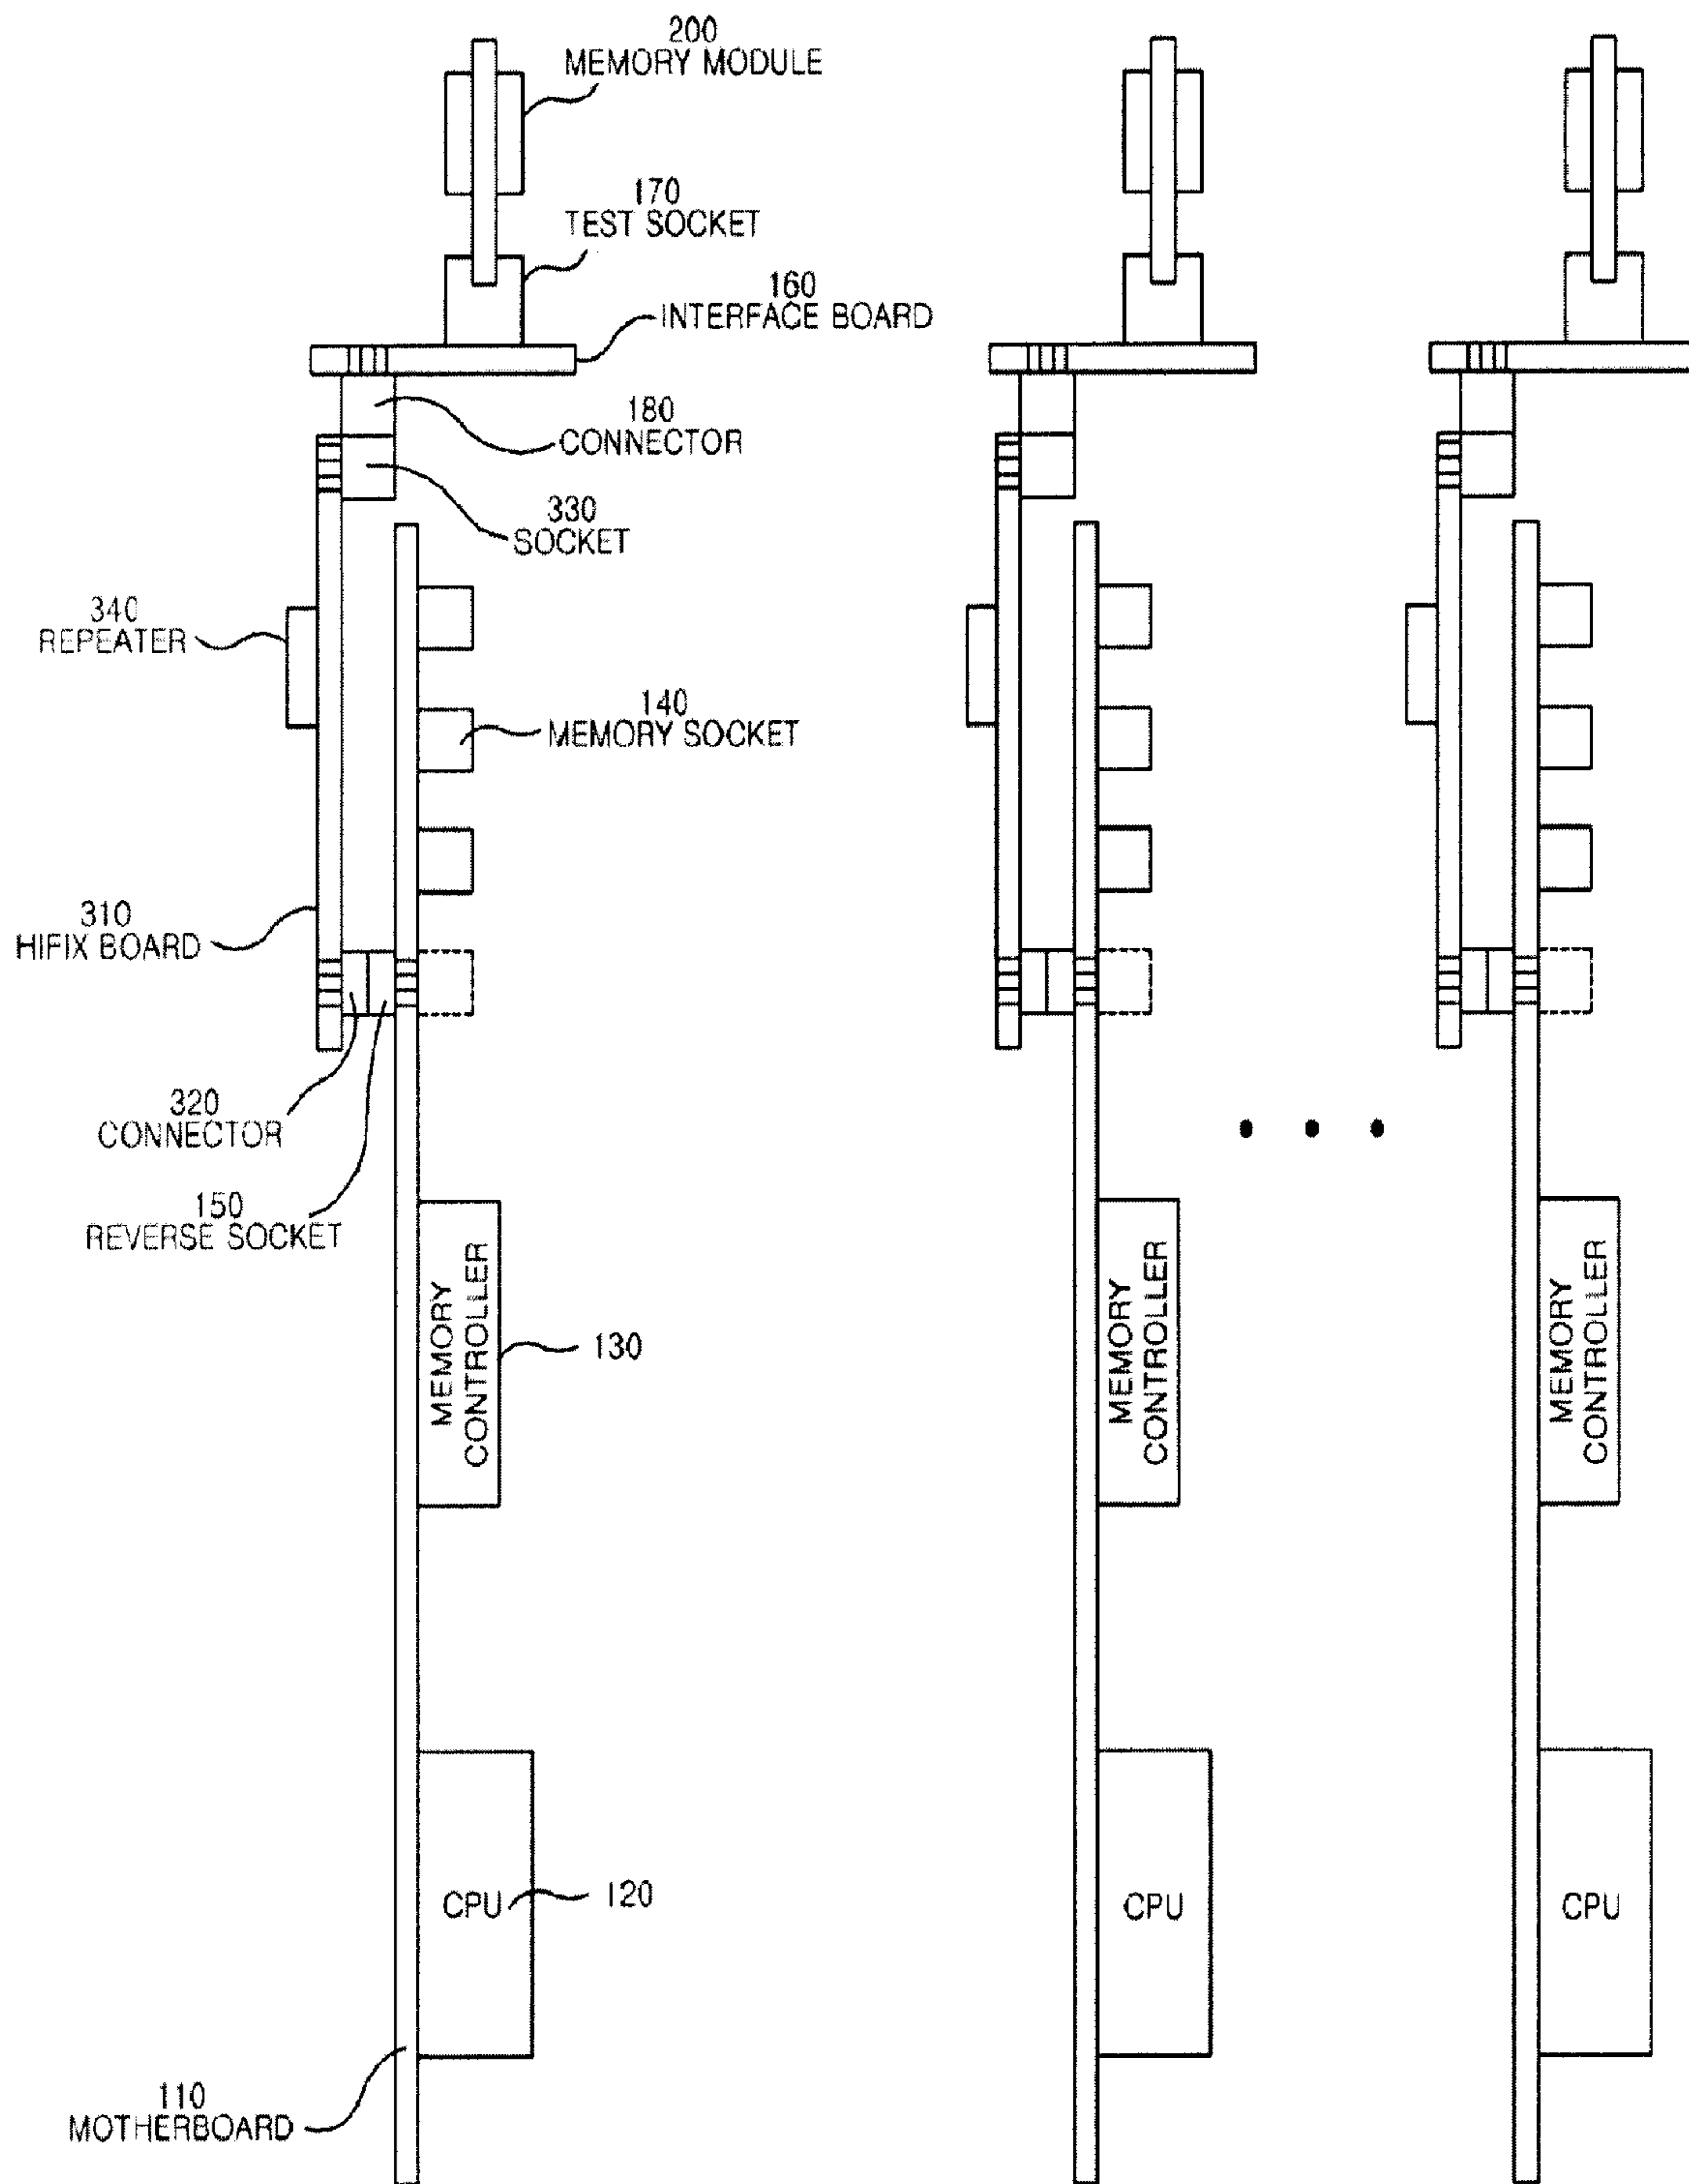 200
MEMORY MODULE
170
TEST SOCKET
160
INTERFACE BOARD
180
CONNECTOR
330
SOCKET
340
REPEATER
140
MEMORY SOCKET
310
HIFIX BOARD
320
CONNECTOR
150
REVERSE SOCKET
MEMORY
CONTROLLER
130
MEMORY
CONTROLLER
MEMORY
CONTROLLER
CPU
120
CPU
CPU
110
MOTHERBOARD